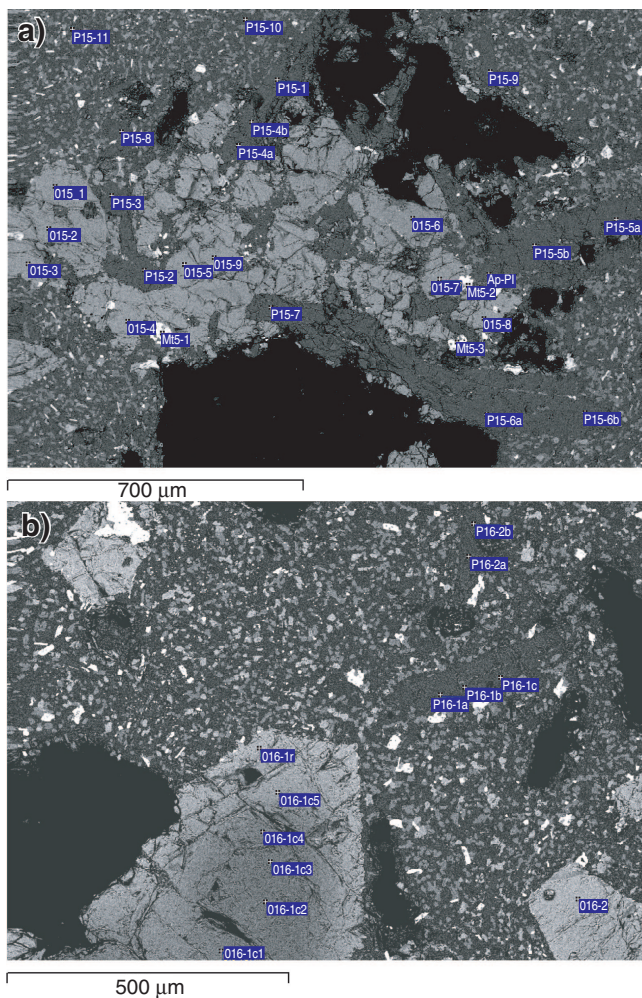 a)
P15-10
P15-11
P15-9
P15-1
P15-4b
P15-8
P15-4a
015_1
P15-3
015-6
P15-5a
015-2
P15-5b
015-9
015-3
015-5
P15-2
Ap-Pl
015-7
Mt5-2
P15-7
015-8
015-4
Mt5-1
Mt5-3
P15-6a
P15-6b
700 µm
b)
P16-2b
P16-2a
P16-1c
P16-1b
P16-1a
016-1r
016-1c5
016-1c4
016-1c3
016-1c2
016-2
016-1c1
500 µm